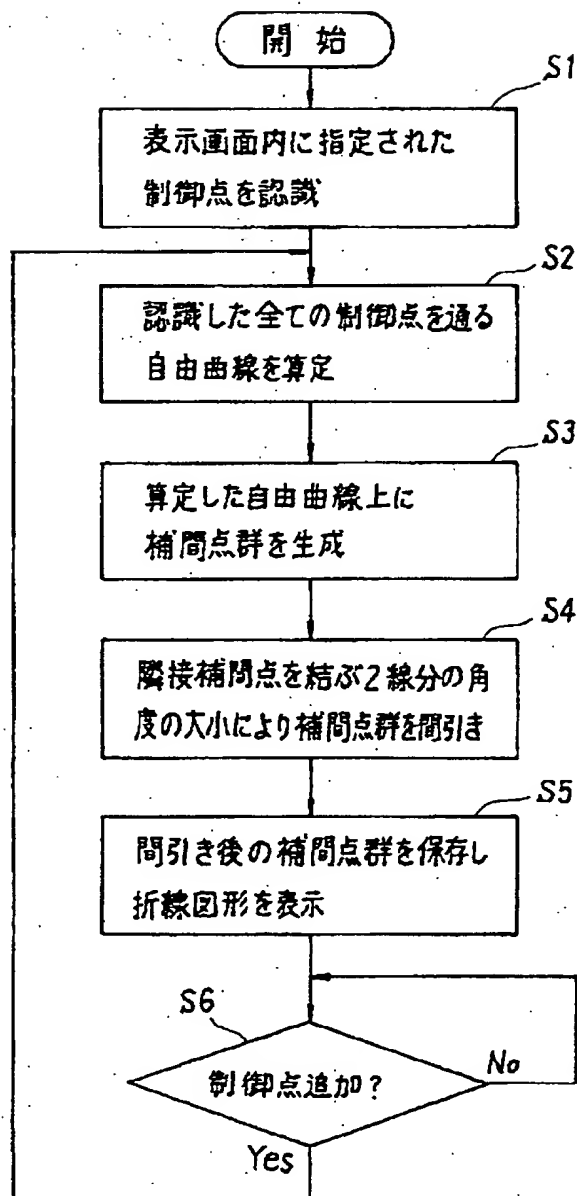 開始
S1
表示画面内に指定された
制御点を認識
S2
認識した全ての制御点を通る
自由曲線を算定
S3
算定した自由曲線上に
補間点群を生成
S4
隣接補間点を結ぶ2線分の角
度の大小により補間点群を間引き
S5
間引き後の補間点群を保存し
折線図形を表示
S6
制御点追加?
No
Yes